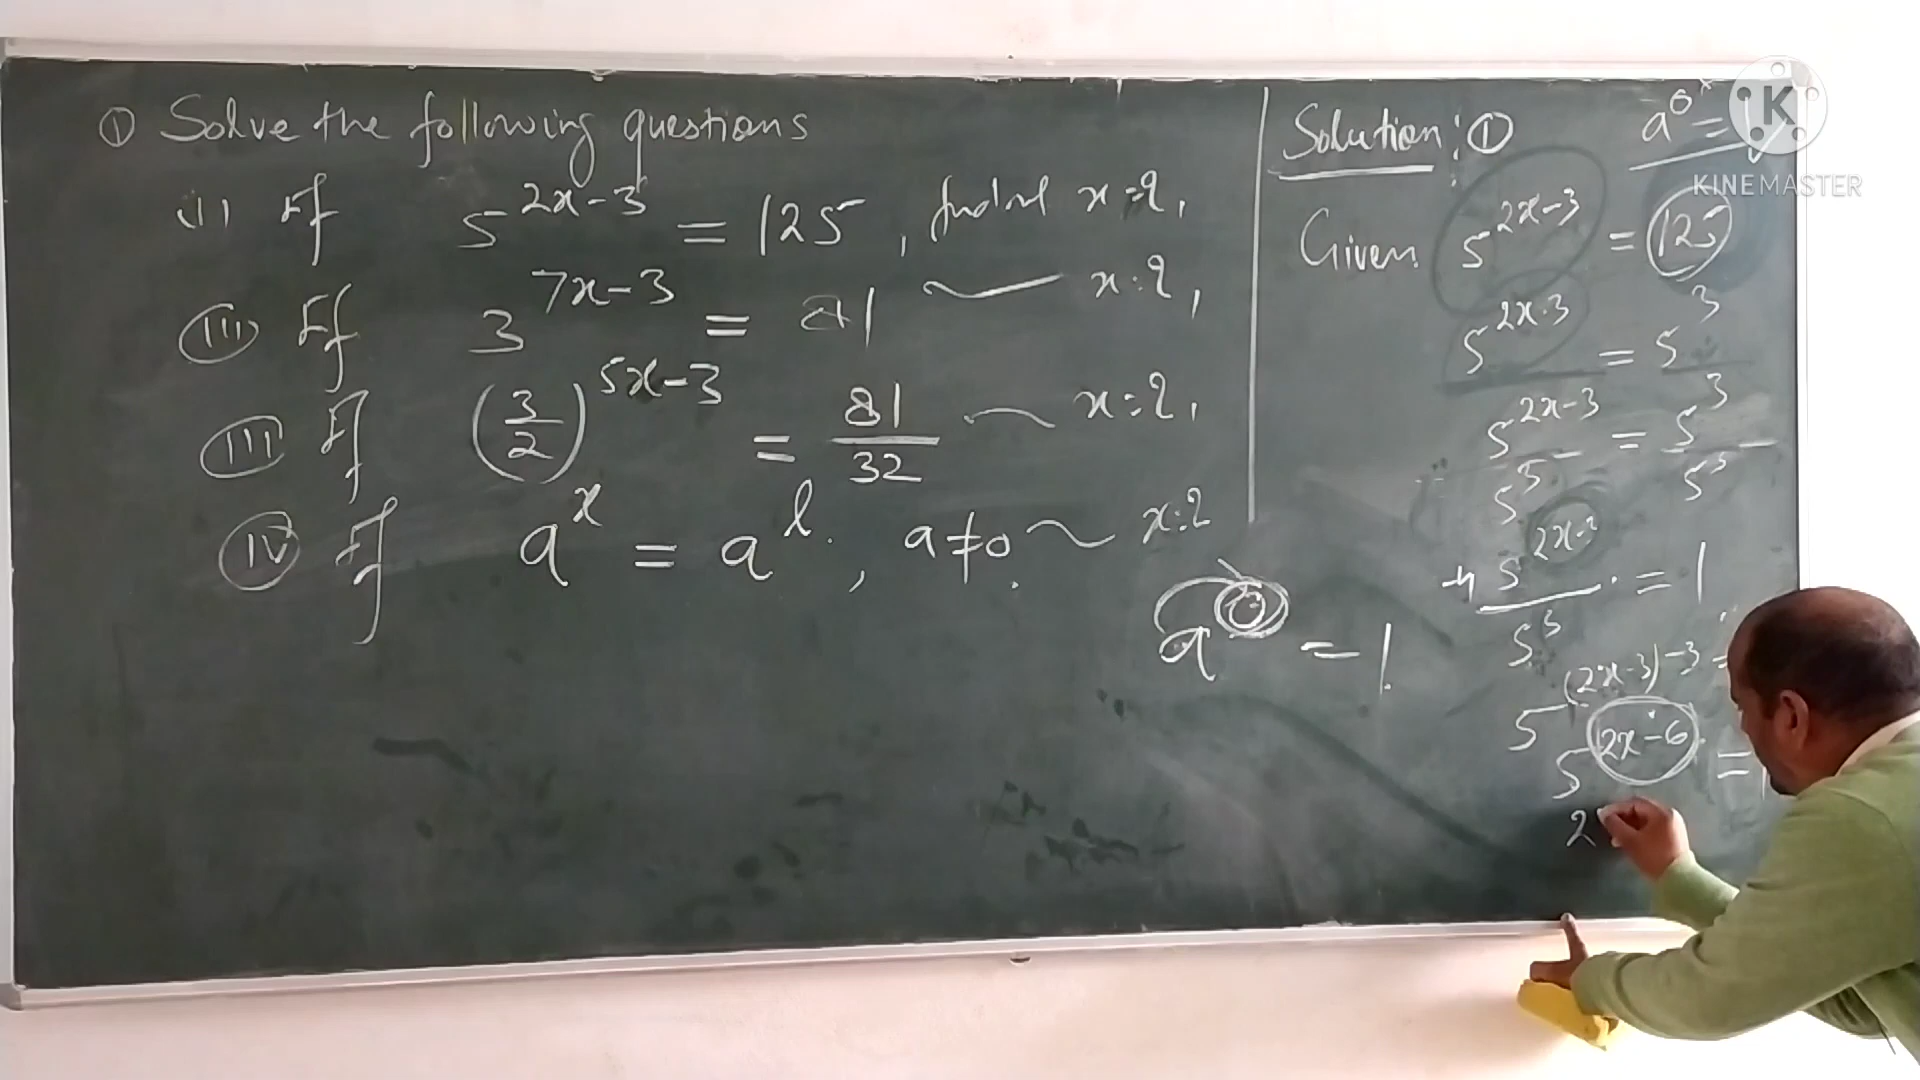 ① Solve the following questions
(i) If 5^{2x-3} = 125, find x = ?,
(iii) If 3^{7x-3} = 81 ~ x = ?,
(iii) If (3/2)^{5x-3} = 81/32 ~ x = ?,
(iv) If a^x = a^l, a ≠ 0. ~ x = ?
a^0 = 1.
Solution: ①
a^0 = 1
Given 5^{2x-3} = 125
5^{2x-3} = 5^3
5^{2x-3}/5^3 = 5^3/5^3
5^{2x-3}/5^3 = 1
5^{(2x-3)-3} =
5^{2x-6} =
2
KINEMASTER